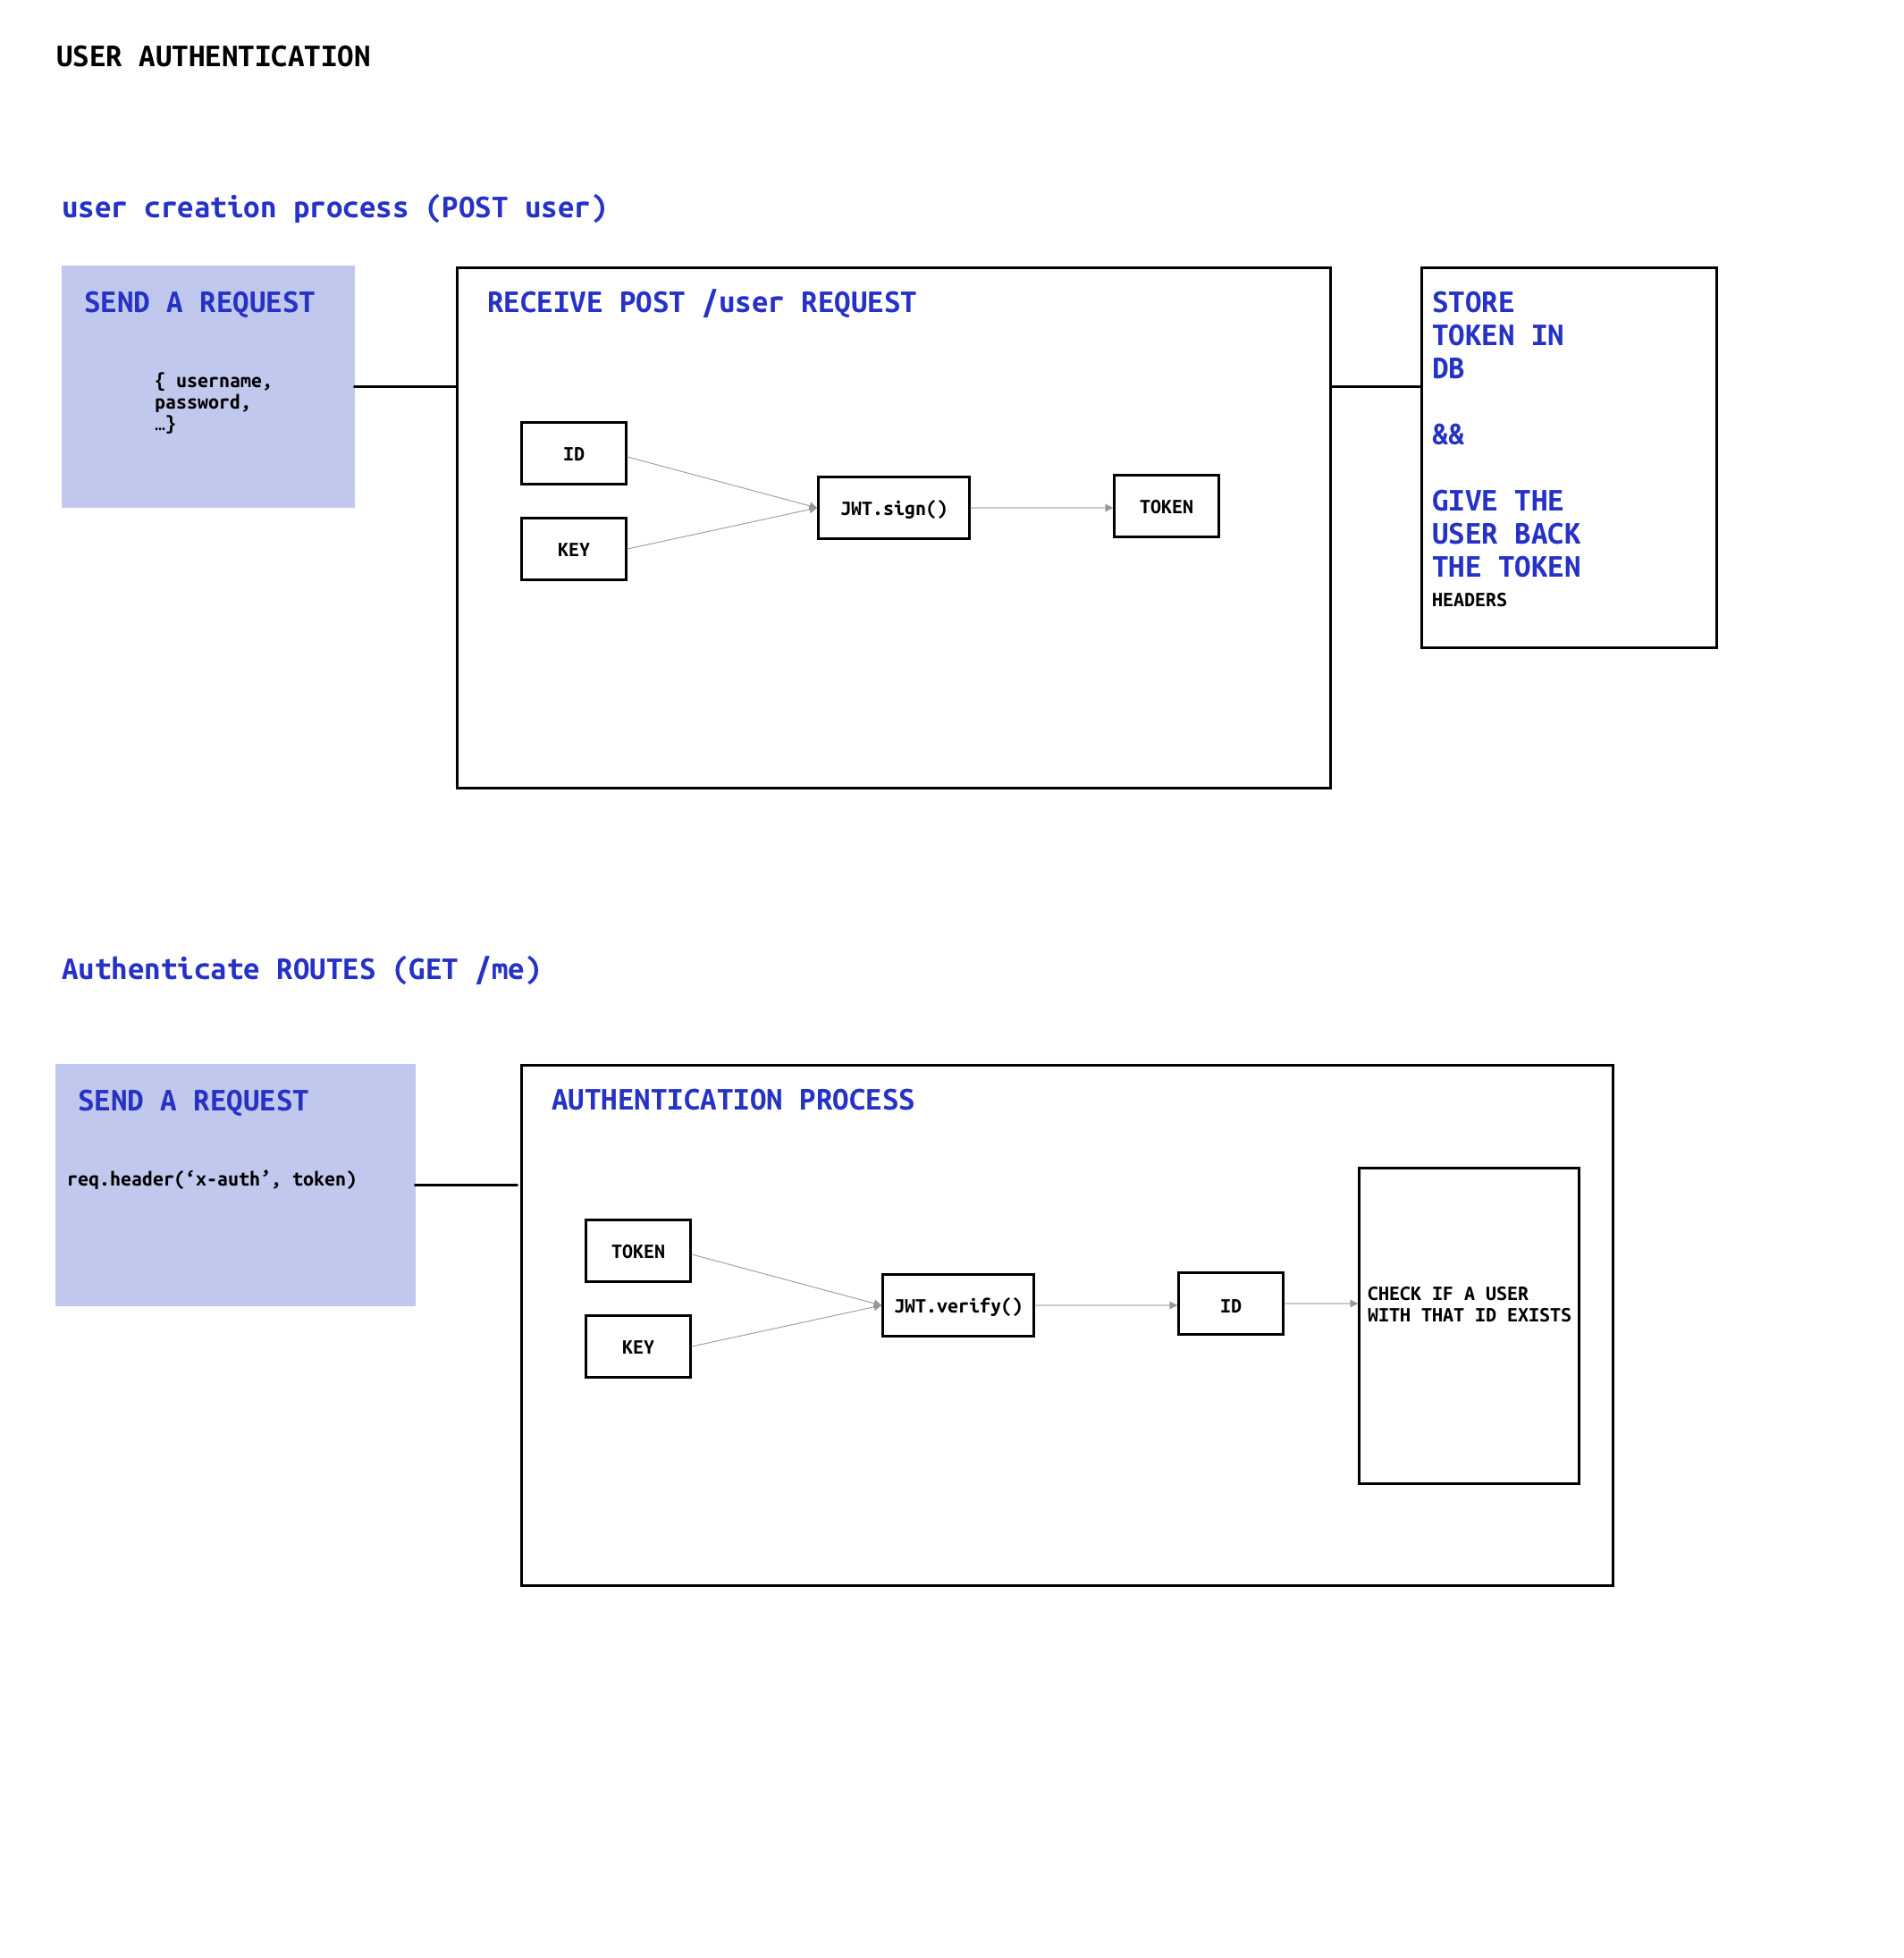 USER AUTHENTICATION
user creation process (POST user)
SEND A REQUEST
{ username,
password,
…}
RECEIVE POST /user REQUEST
ID
KEY
JWT.sign()
TOKEN
STORE
TOKEN IN
DB
&&
GIVE THE
USER BACK
THE TOKEN
HEADERS
Authenticate ROUTES (GET /me)
SEND A REQUEST
req.header(‘x-auth’, token)
AUTHENTICATION PROCESS
TOKEN
KEY
JWT.verify()
ID
CHECK IF A USER
WITH THAT ID EXISTS